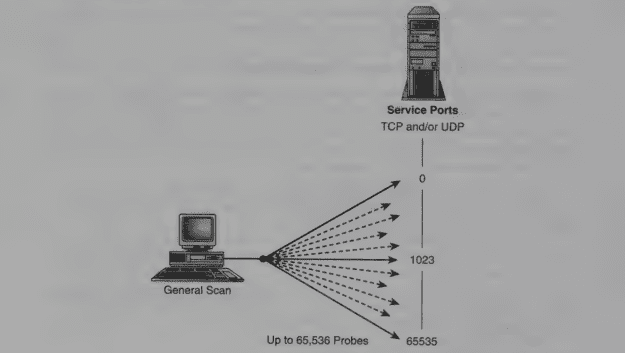 Service Ports
TCP and/or UDP
0
1023
General Scan
Up to 65,536 Probes
65535